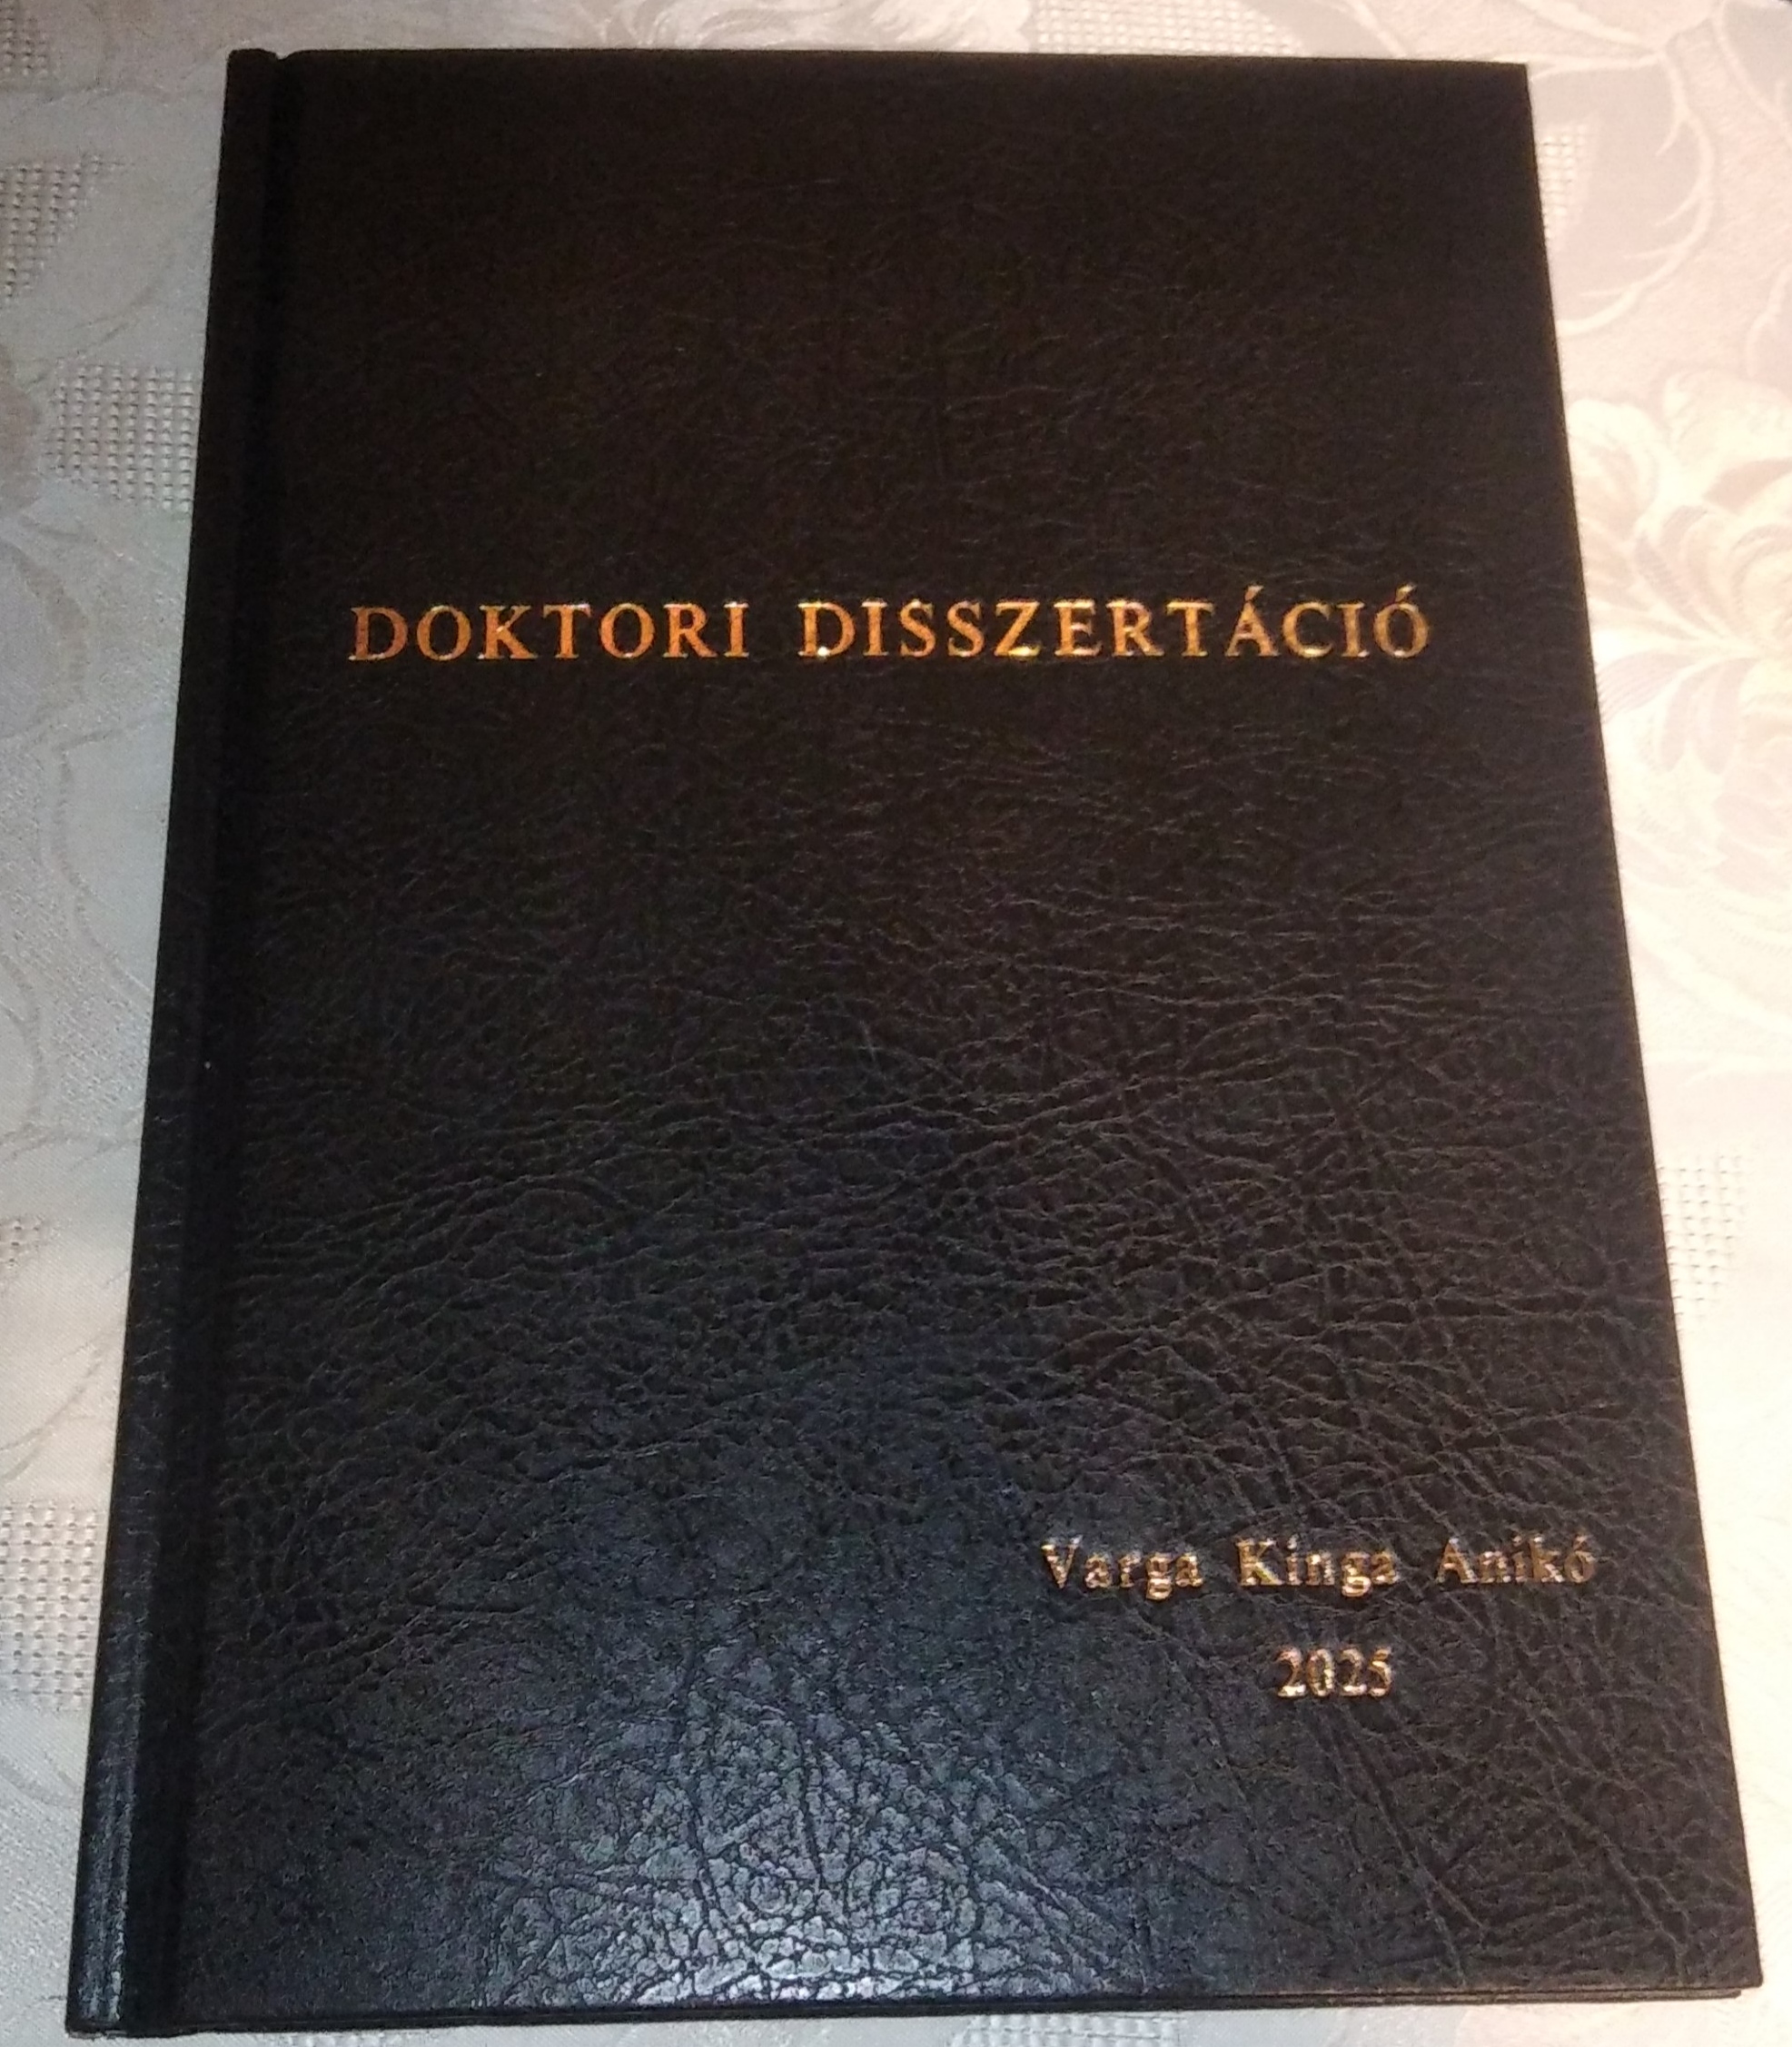 DOKTORI DISSZERTÁCIÓ
Varga Kinga Anikó
2025